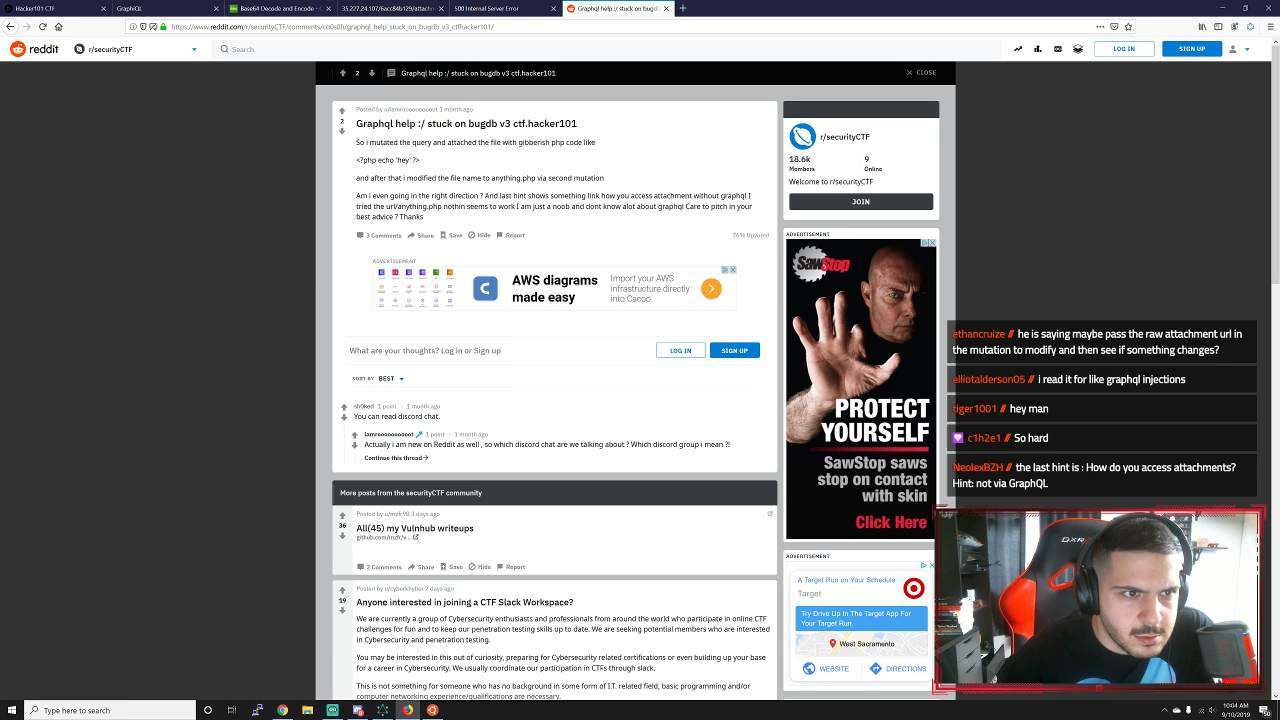 Hacker101 CTF
GraphiQL
Base64 Decode and Encode -
35.227.24.107/6acc84b129/attachm
500 Internal Server Error
Graphql help :/ stuck on bugdb
https://www.reddit.com/r/securityCTF/comments/co0s0h/graphql_help_stuck_on_bugdb_v3_ctfhacker101/
reddit
r/securityCTF
Search
LOG IN
SIGN UP
2
Graphql help :/ stuck on bugdb v3 ctf.hacker101
CLOSE
2
Posted by u/iamroooooooooot 1 month ago
Graphql help :/ stuck on bugdb v3 ctf.hacker101
So i mutated the query and attached the file with gibberish php code like
<?php echo 'hey' ?>
and after that i modified the file name to anything.php via second mutation
Am i even going in the right direction ? And last hint shows something link how you access attachment without graphql I
tried the url/anything.php nothin seems to work I am just a noob and dont know alot about graphql Care to pitch in your
best advice ? Thanks
3 Comments
Share
Save
Hide
Report
76% Upvoted
ADVERTISEMENT
AWS diagrams
made easy
Import your AWS
infrastructure directly
into Cacoo.
What are your thoughts? Log in or Sign up
LOG IN
SIGN UP
SORT BY BEST
sh0ked 1 point · 1 month ago
You can read discord chat.
iamroooooooooot 1 point · 1 month ago
Actually i am new on Reddit as well , so which discord chat are we talking about ? Which discord group i mean ?!
Continue this thread
More posts from the securityCTF community
36
Posted by u/mzfr98 3 days ago
All(45) my Vulnhub writeups
github.com/mzfr/v...
2 Comments
Share
Save
Hide
Report
19
Posted by u/cyberkhyber 2 days ago
Anyone interested in joining a CTF Slack Workspace?
We are currently a group of Cybersecurity enthusiasts and professionals from around the world who participate in online CTF
challenges for fun and to keep our penetration testing skills up to date. We are seeking potential members who are interested
in Cybersecurity and penetration testing.
You may be interested in this out of curiosity, preparing for Cybersecurity related certifications or even building up your base
for a career in Cybersecurity. We usually coordinate our participation in CTFs through slack.
This is not something for someone who has no background in some form of I.T. related field, basic programming and/or
computer networking experience/qualifications are necessary.
r/securityCTF
18.6k
9
Members
Online
Welcome to r/securityCTF
JOIN
ADVERTISEMENT
SawStop
PROTECT
YOURSELF
SawStop saws
stop on contact
with skin
Click Here
ADVERTISEMENT
A Target Run on Your Schedule
Target
Try Drive Up In The Target App For
Your Target Run.
West Sacramento
WEBSITE
DIRECTIONS
ethancruize // he is saying maybe pass the raw attachment url in
the mutation to modify and then see if something changes?
elliotalderson05 // i read it for like graphql injections
tiger1001 // hey man
c1h2e1 // So hard
NeolexBZH // the last hint is : How do you access attachments?
Hint: not via GraphQL
DXR
Type here to search
10:04 AM
9/10/2019